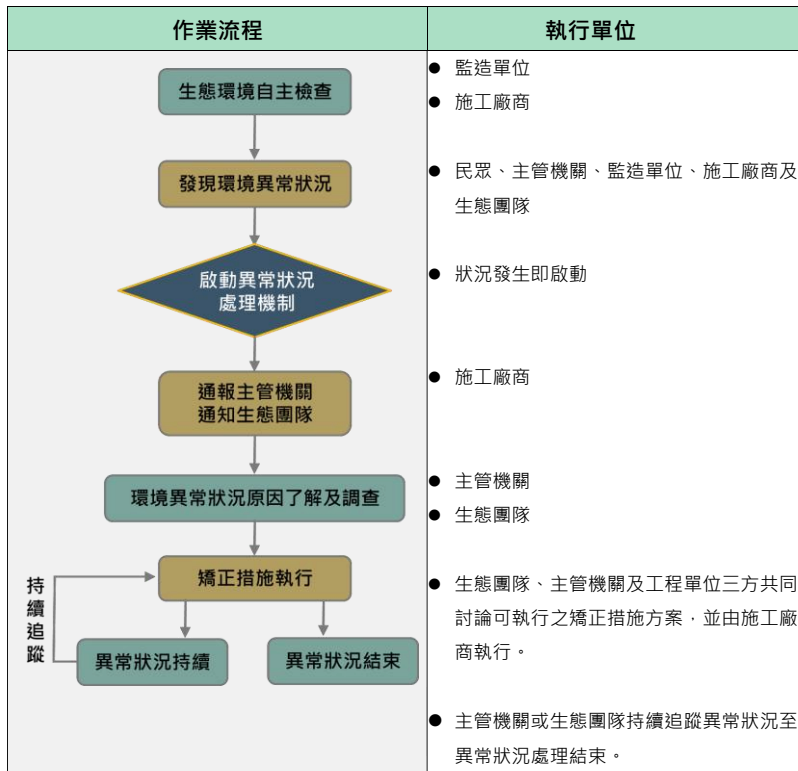 作業流程
執行單位
生態環境自主檢查
● 監造單位
● 施工廠商
發現環境異常狀況
● 民眾、主管機關、監造單位、施工廠商及
生態團隊
啟動異常狀況
處理機制
● 狀況發生即啟動
通報主管機關
通知生態團隊
● 施工廠商
環境異常狀況原因了解及調查
● 主管機關
● 生態團隊
矯正措施執行
持續追蹤
異常狀況持續
異常狀況結束
● 生態團隊、主管機關及工程單位三方共同
討論可執行之矯正措施方案，並由施工廠
商執行。
● 主管機關或生態團隊持續追蹤異常狀況至
異常狀況處理結束。